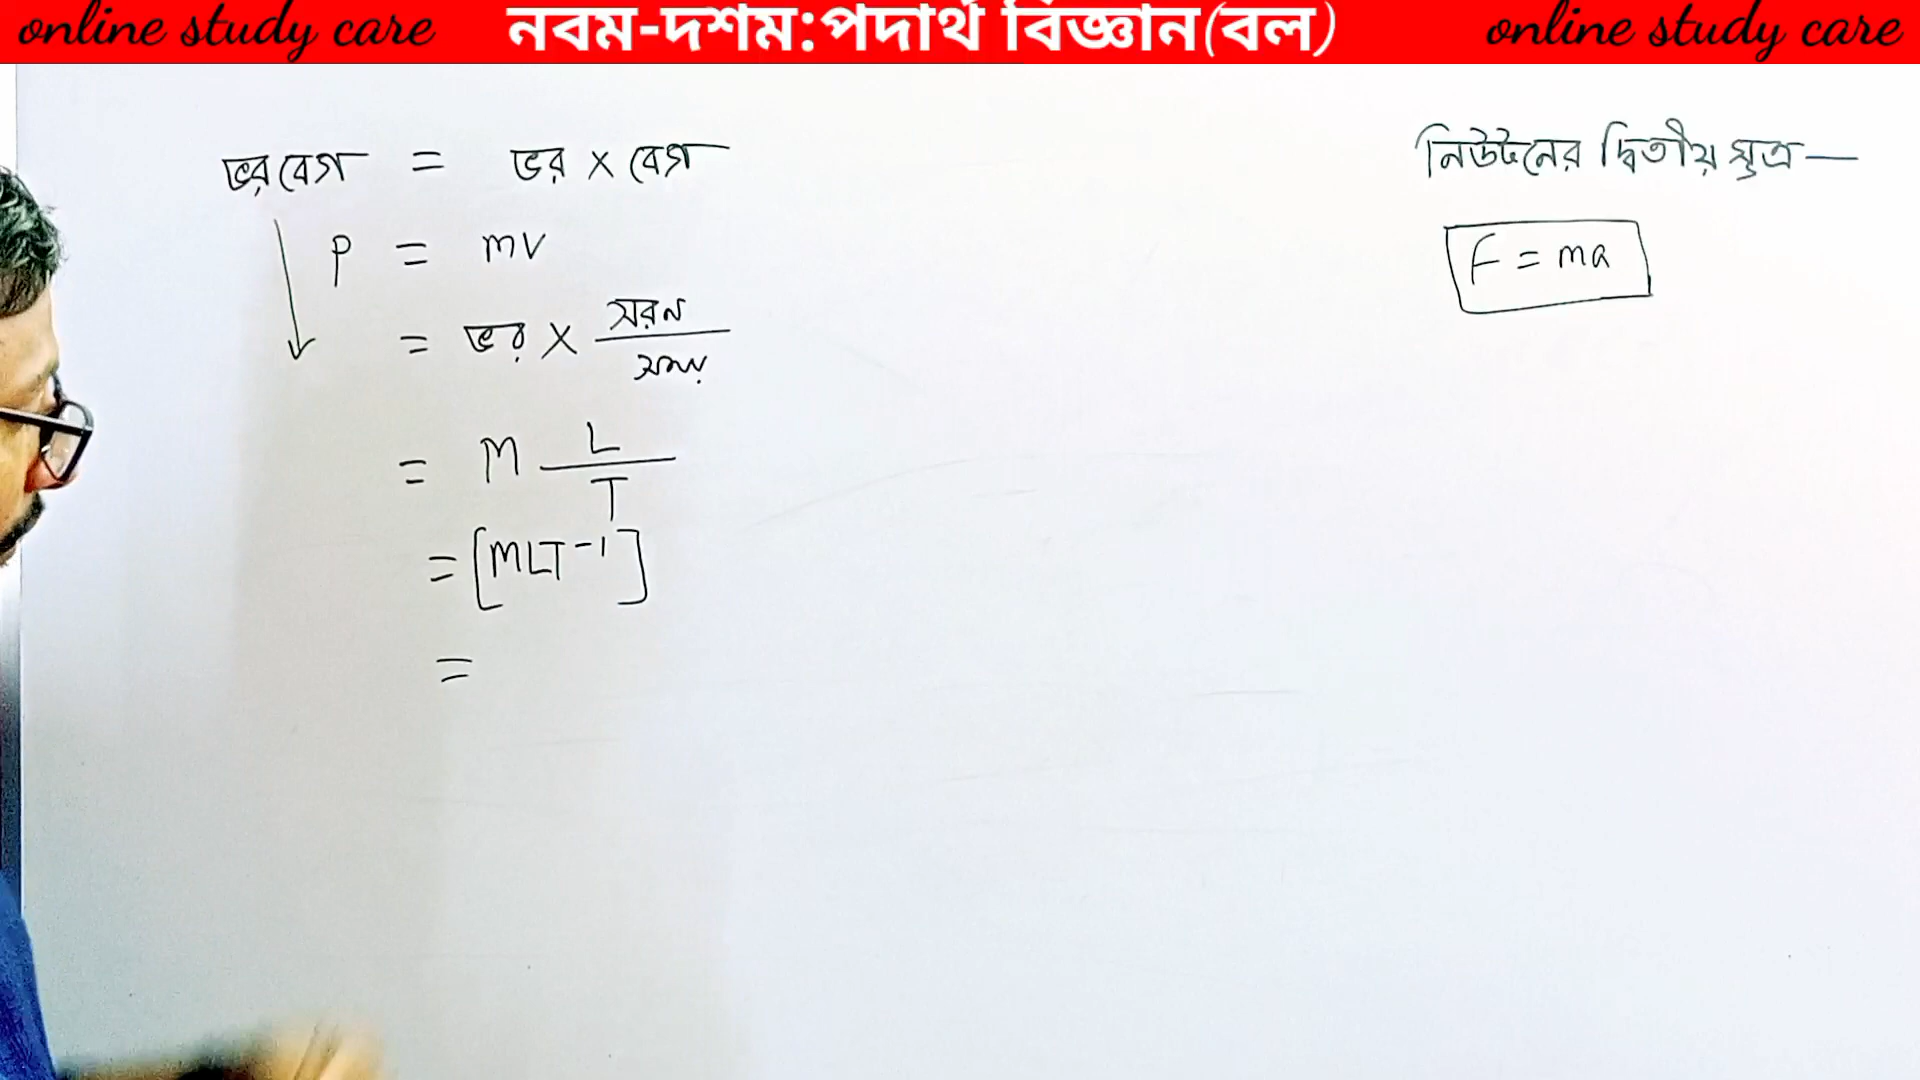 online study care নবম-দশম:পদার্থ বিজ্ঞান(বল) online study care
ভরবেগ = ভর × বেগ
P = mv
= ভর × সরন / সময়
= M L / T
= [MLT⁻¹]
=
নিউটনের দ্বিতীয় সুত্র —
F = ma